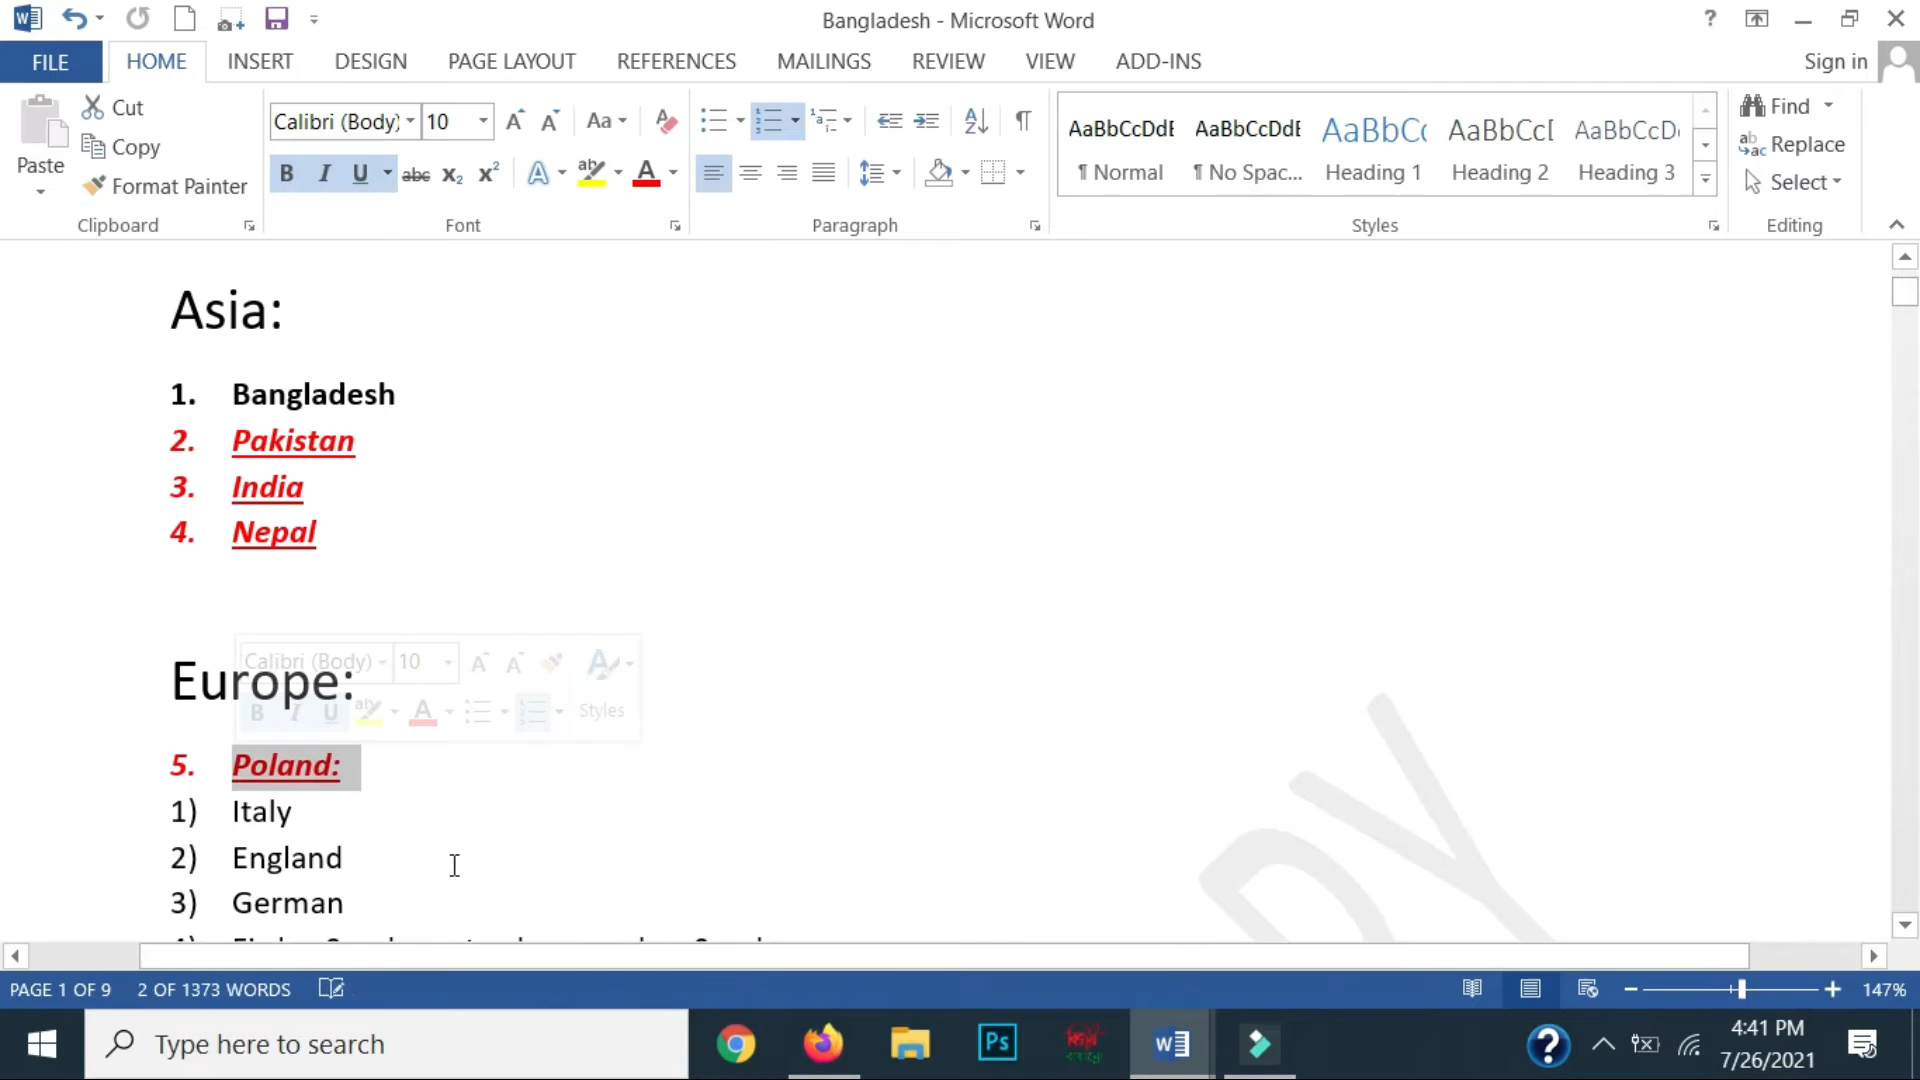 Bangladesh - Microsoft Word
FILE HOME INSERT DESIGN PAGE LAYOUT REFERENCES MAILINGS REVIEW VIEW ADD-INS Sign in
Cut
Copy
Paste
Format Painter
Clipboard
Calibri (Body) 10
Font
Paragraph
AaBbCcDdE AaBbCcDdE AaBbC AaBbCcD AaBbCcD
¶ Normal ¶ No Spac... Heading 1 Heading 2 Heading 3
Styles
Find
Replace
Select
Editing
Asia:
1. Bangladesh
2. Pakistan
3. India
4. Nepal
Calibri (Body) 10
Styles
Europe:
5. Poland:
1) Italy
2) England
3) German
PY
PAGE 1 OF 9 2 OF 1373 WORDS 147%
Type here to search
Ps
4:41 PM
7/26/2021